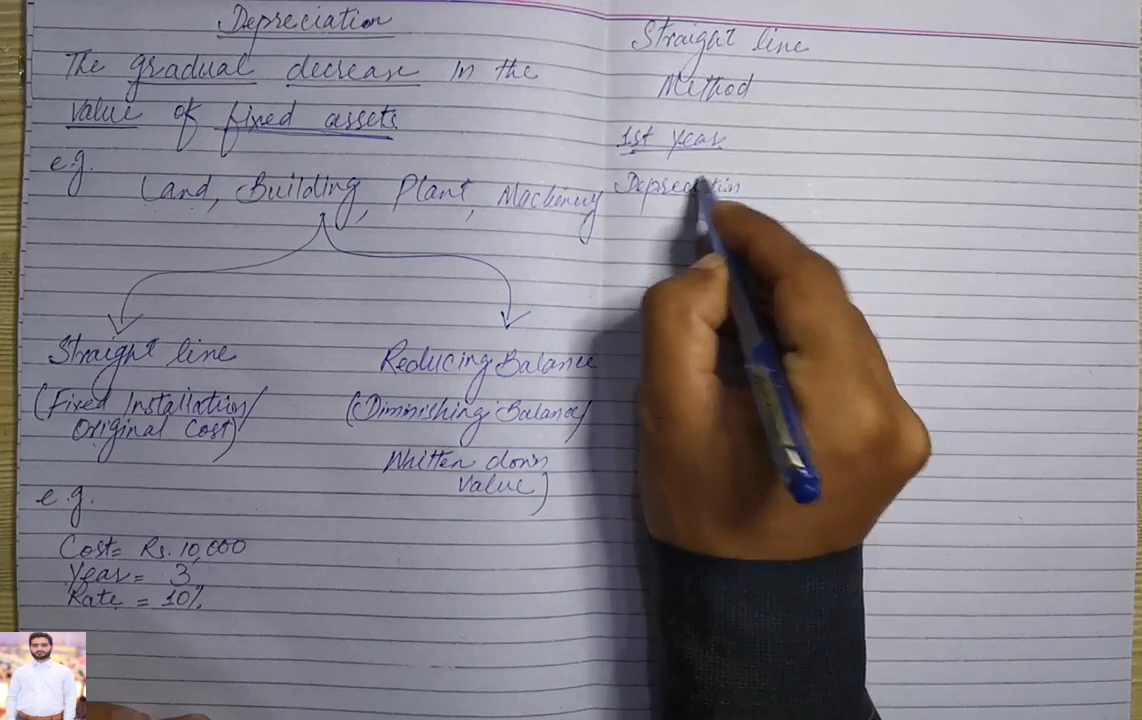 Depreciation
The gradual decrease in the
value of fixed assets.
e.g.
Land, Building, Plant, Machinery
Straight line
(Fixed Installation/
Original Cost)
Reducing Balance
(Diminishing Balance/
Written down
Value)
e.g.
Cost= Rs. 10,000
Year = 3
Rate = 10%
Straight line
Method
1st year
Depreciation